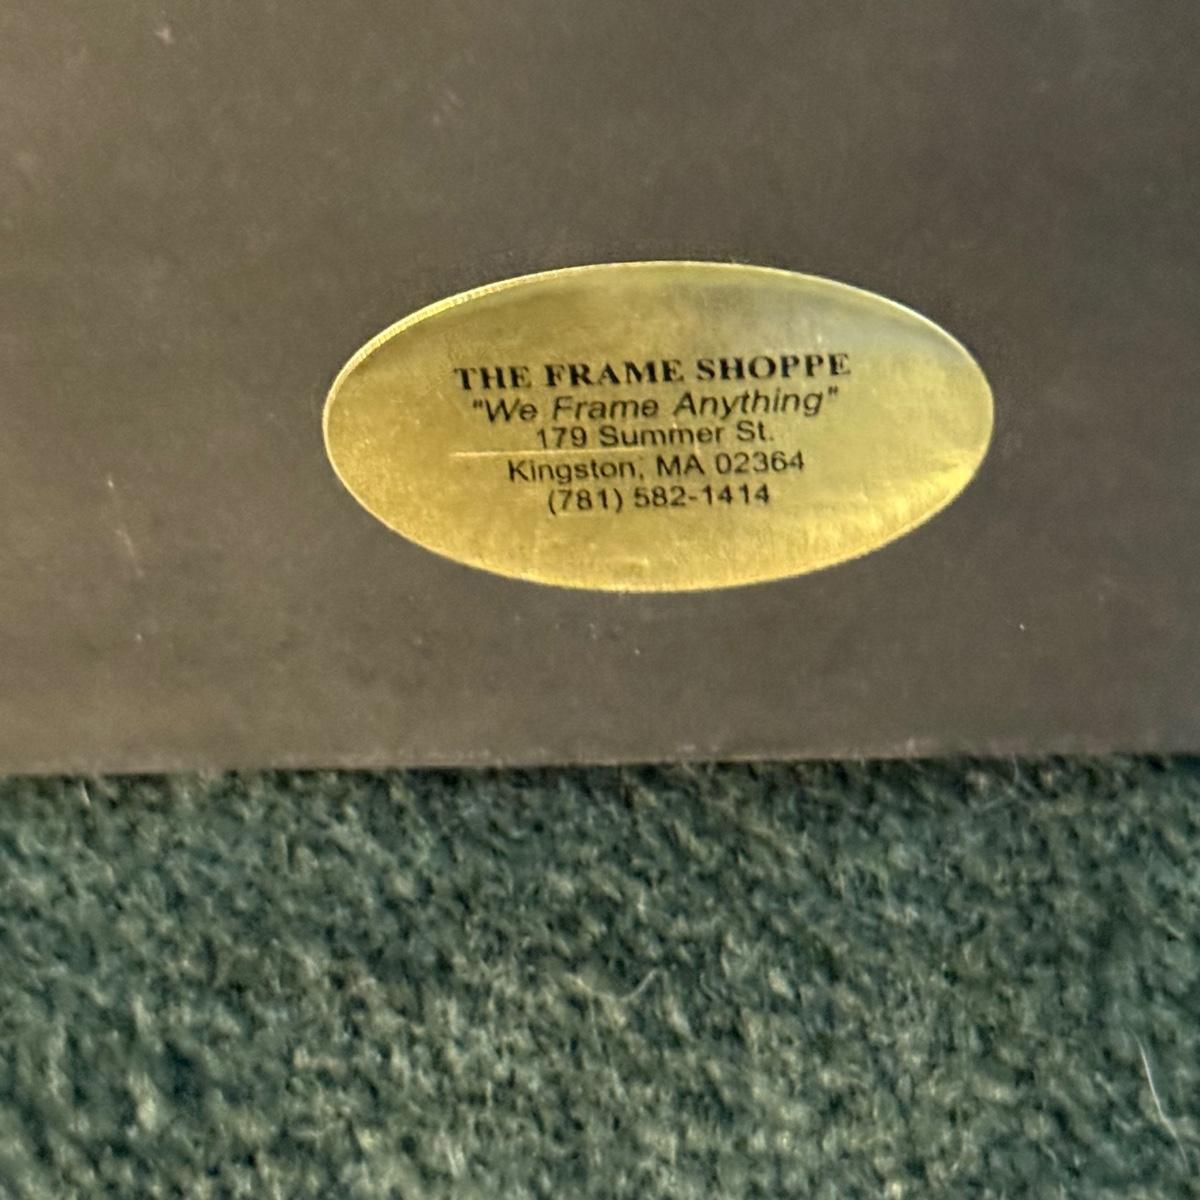 THE FRAME SHOPPE
"We Frame Anything"
179 Summer St.
Kingston, MA 02364
(781) 582-1414